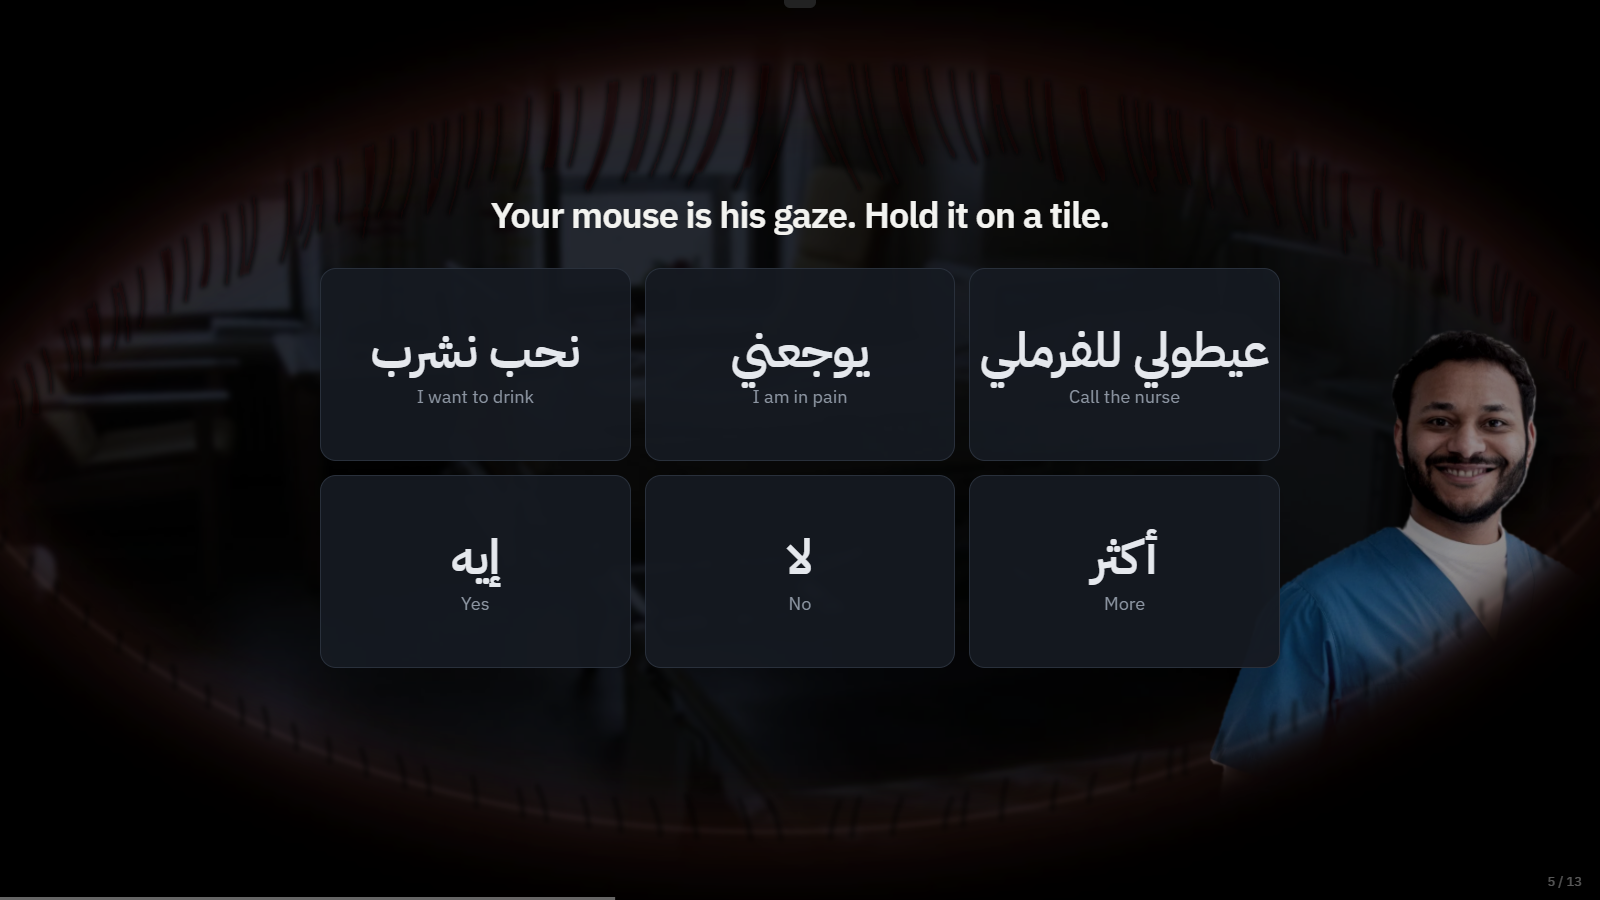 Your mouse is his gaze. Hold it on a tile.
نحب نشرب
I want to drink
يوجعني
I am in pain
عيطولي للفرملي
Call the nurse
إيه
Yes
لا
No
أكثر
More
5 / 13